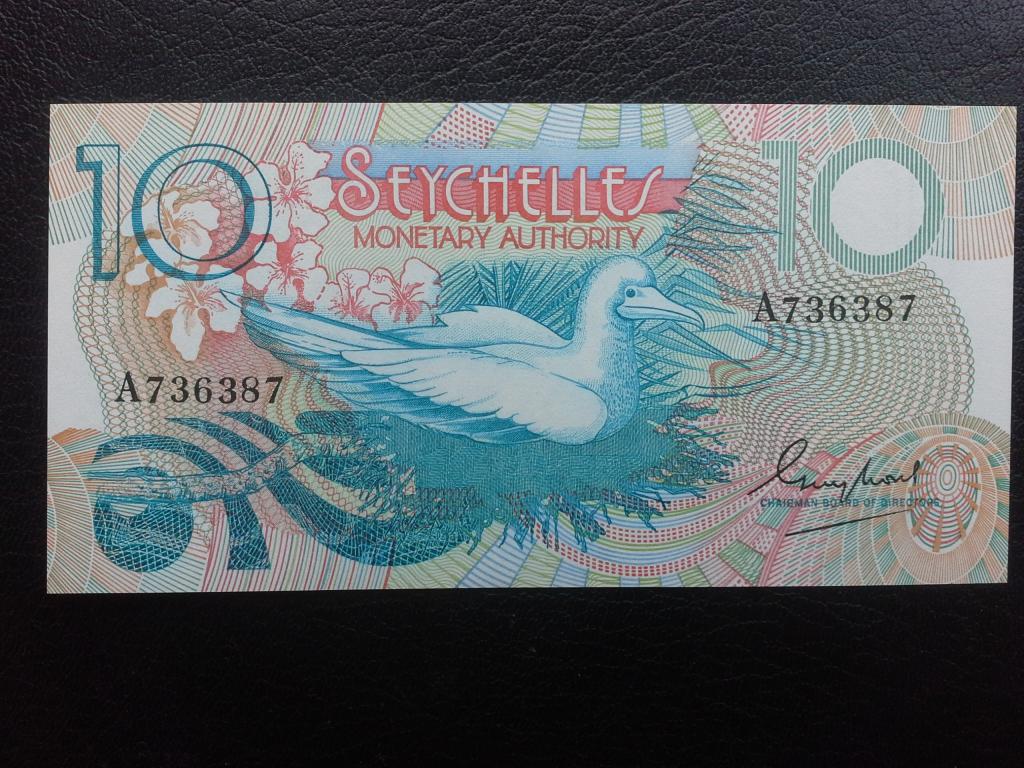 10
SEYCHELLES
MONETARY AUTHORITY
10
A736387
A736387
CHAIRMAN BOARD OF DIRECTORS